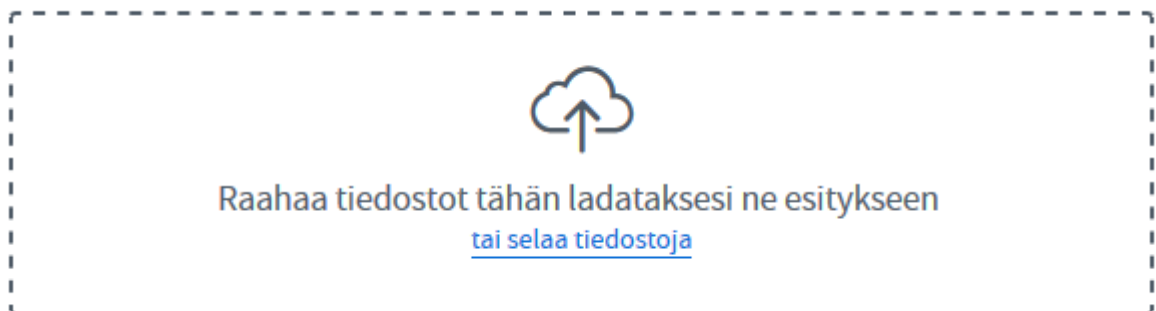 Raahaa tiedostot tähän ladataksesi ne esitykseen
tai selaa tiedostoja